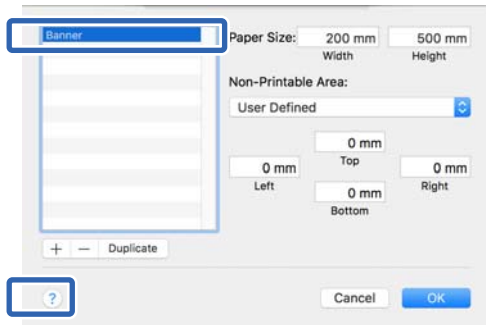 Banner
Paper Size: 200 mm 500 mm
Width Height
Non-Printable Area:
User Defined
0 mm
Top
0 mm 0 mm
Left Right
0 mm
Bottom
+ − Duplicate
? Cancel OK